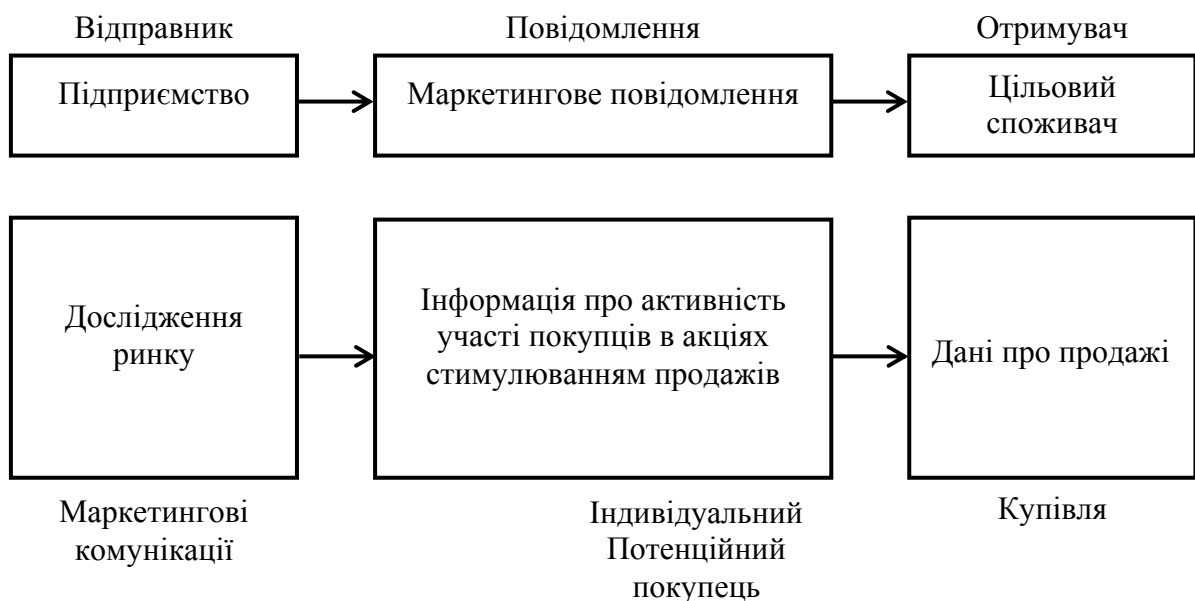 Відправник
Повідомлення
Отримувач
Підприємство
Маркетингове повідомлення
Цільовий
споживач
Дослідження
ринку
Інформація про активність
участі покупців в акціях
стимулюванням продажів
Дані про продажі
Маркетингові
комунікації
Індивідуальний
Потенційний
покупець
Купівля